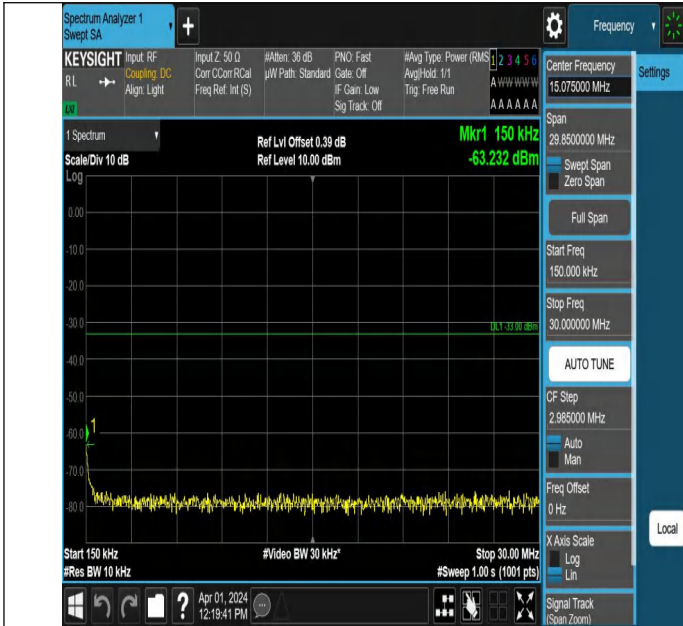 Spectrum Analyzer 1
Swept SA
+
Frequency
KEYSIGHT
RL
Input: RF
Coupling: DC
Align: Light
Input Z: 50 Ω
Corr CCorr RCal
Freq Ref: Int (S)
#Atten: 36 dB
µW Path: Standard
PNO: Fast
Gate: Off
IF Gain: Low
Sig Track: Off
#Avg Type: Power (RMS
Avg|Hold: 1/1
Trig: Free Run
1 2 3 4 5 6
A W W W W W
A A A A A A
1 Spectrum
Scale/Div 10 dB
Log
Ref Lvl Offset 0.39 dB
Ref Level 10.00 dBm
Mkr1 150 kHz
-63.232 dBm
0.00
-10.0
-20.0
-30.0
DL1 -33.00 dBm
-40.0
-50.0
1
-60.0
-70.0
-80.0
Start 150 kHz
#Res BW 10 kHz
#Video BW 30 kHz*
Stop 30.00 MHz
#Sweep 1.00 s (1001 pts)
?
Apr 01, 2024
12:19:41 PM
Center Frequency
15.075000 MHz
Settings
Span
29.8500000 MHz
Swept Span
Zero Span
Full Span
Start Freq
150.000 kHz
Stop Freq
30.000000 MHz
AUTO TUNE
CF Step
2.985000 MHz
Auto
Man
Freq Offset
0 Hz
X Axis Scale
Log
Lin
Local
Signal Track
(Span Zoom)